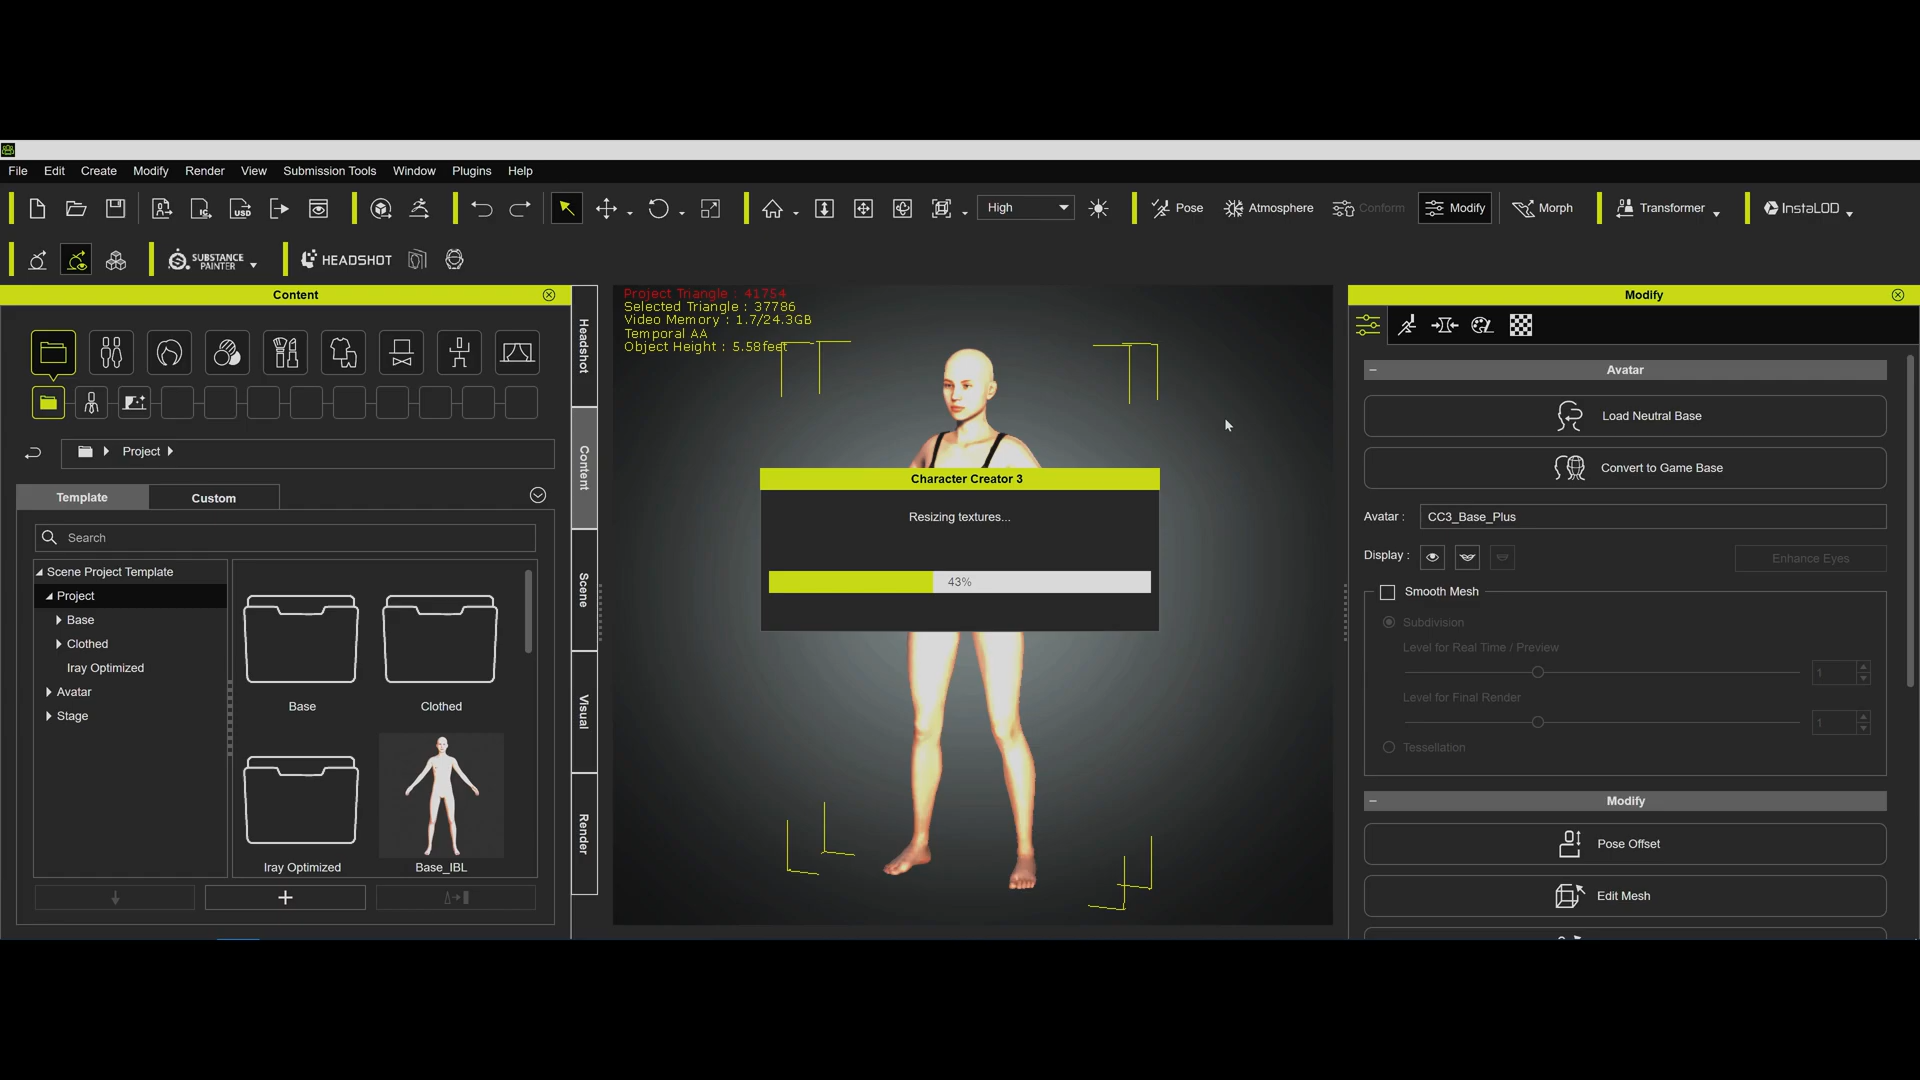 File Edit Create Modify Render View Submission Tools Window Plugins Help
IC USD High Pose Atmosphere Conform Modify Morph Transformer InstaLOD
SUBSTANCE PAINTER HEADSHOT
Content
Project
Template Custom
Search
Scene Project Template
Project
Base
Clothed
Iray Optimized
Avatar
Stage
Base Clothed
Iray Optimized Base_IBL
Headshot
Content
Scene
Visual
Render
Project Triangle : 41754
Selected Triangle : 37786
Video Memory : 1.7/24.3GB
Temporal AA
Object Height : 5.58feet
Character Creator 3
Resizing textures...
43%
Modify
Avatar
Load Neutral Base
Convert to Game Base
Avatar : CC3_Base_Plus
Display : Enhance Eyes
Smooth Mesh
Subdivision
Level for Real Time / Preview
1
Level for Final Render
1
Tessellation
Modify
Pose Offset
Edit Mesh